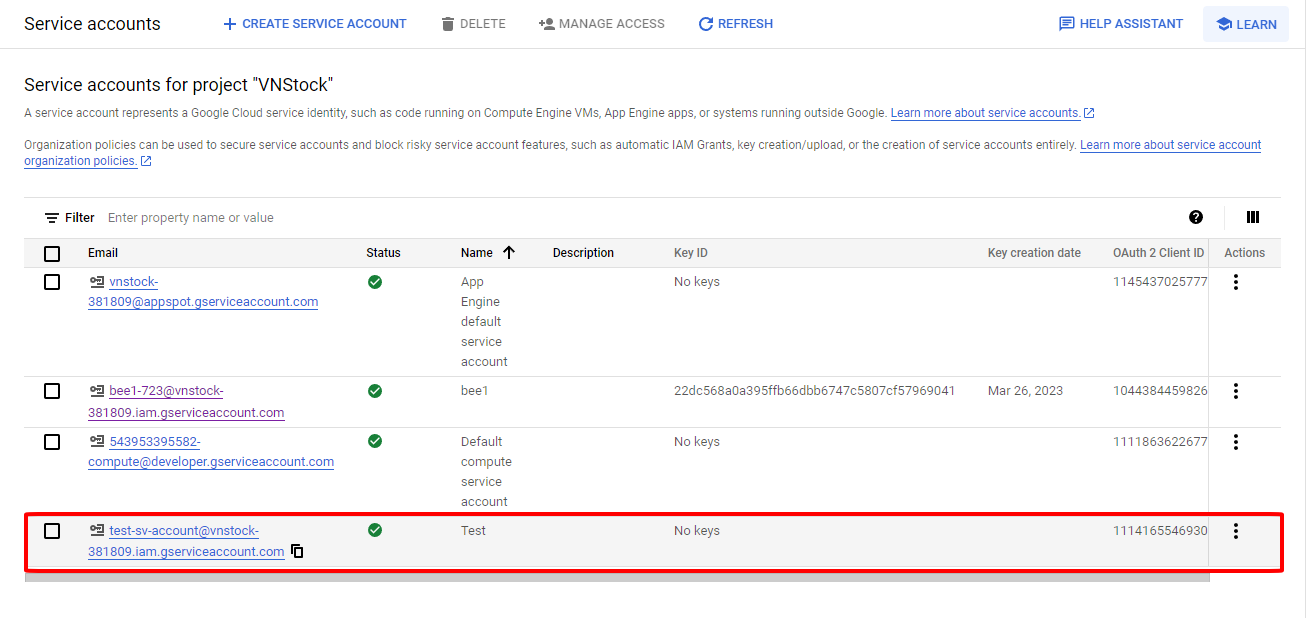 Service accounts
CREATE SERVICE ACCOUNT
DELETE
MANAGE ACCESS
REFRESH
HELP ASSISTANT
LEARN
Service accounts for project "VNStock"
A service account represents a Google Cloud service identity, such as code running on Compute Engine VMs, App Engine apps, or systems running outside Google. Learn more about service accounts.
Organization policies can be used to secure service accounts and block risky service account features, such as automatic IAM Grants, key creation/upload, or the creation of service accounts entirely. Learn more about service account
organization policies.
Filter Enter property name or value
Email Status Name Description Key ID Key creation date OAuth 2 Client ID Actions
vnstock- App No keys 1145437025777
381809@appspot.gserviceaccount.com Engine
default
service
account
bee1-723@vnstock- bee1 22dc568a0a395ffb66dbb6747c5807cf57969041 Mar 26, 2023 1044384459826
381809.iam.gserviceaccount.com
543953395582- Default No keys 1111863622677
compute@developer.gserviceaccount.com compute
service
account
test-sv-account@vnstock- Test No keys 1114165546930
381809.iam.gserviceaccount.com